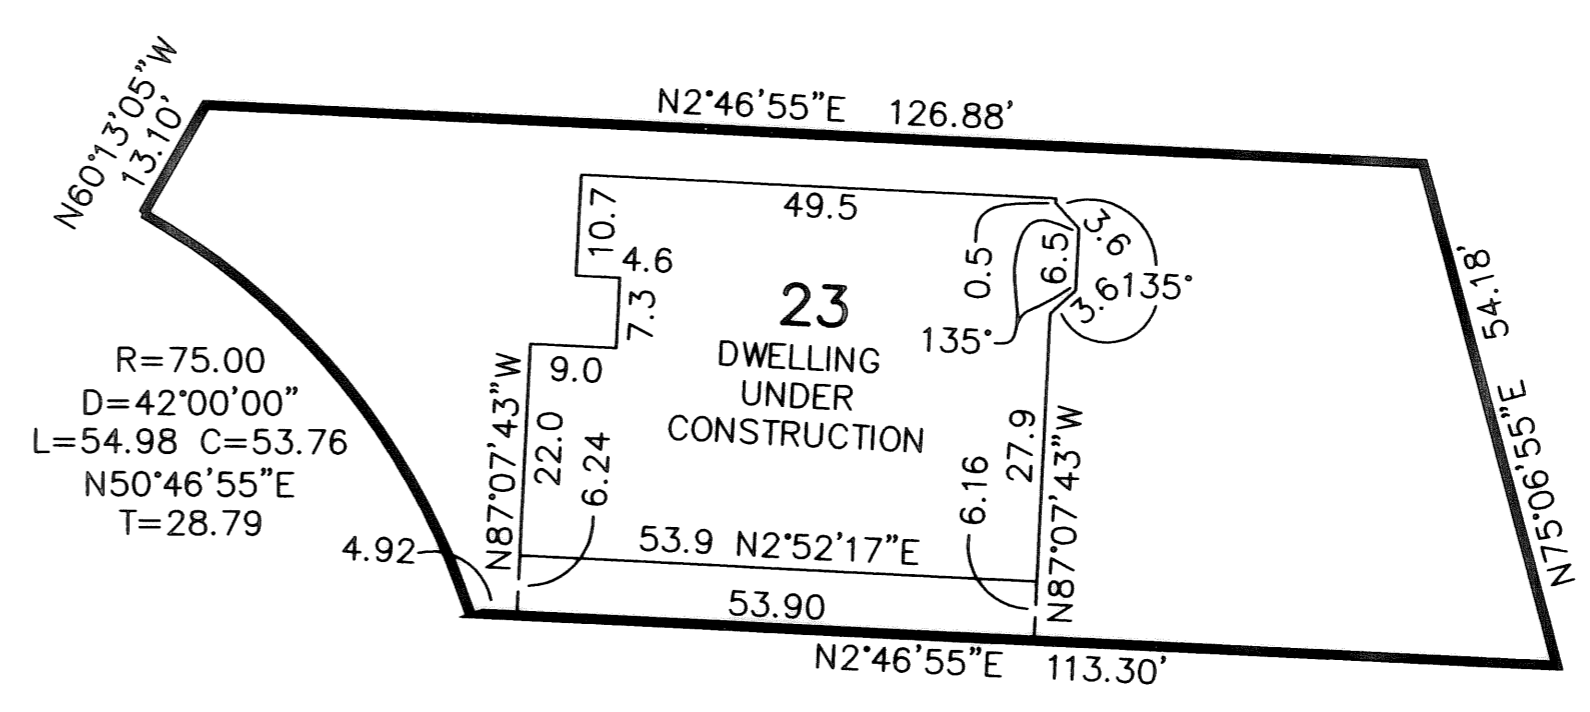 N60°13'05"W
13.10'
N2°46'55"E 126.88'
10.7
49.5
4.6
7.3
0.5
6.5
3.6
3.6
135°
135°
54.18'
N75°06'55"E
23
DWELLING
UNDER
CONSTRUCTION
R=75.00
D=42°00'00"
L=54.98 C=53.76
N50°46'55"E
T=28.79
9.0
N87°07'43"W
22.0
6.24
27.9
6.16
N87°07'43"W
4.92
53.9 N2°52'17"E
53.90
N2°46'55"E 113.30'